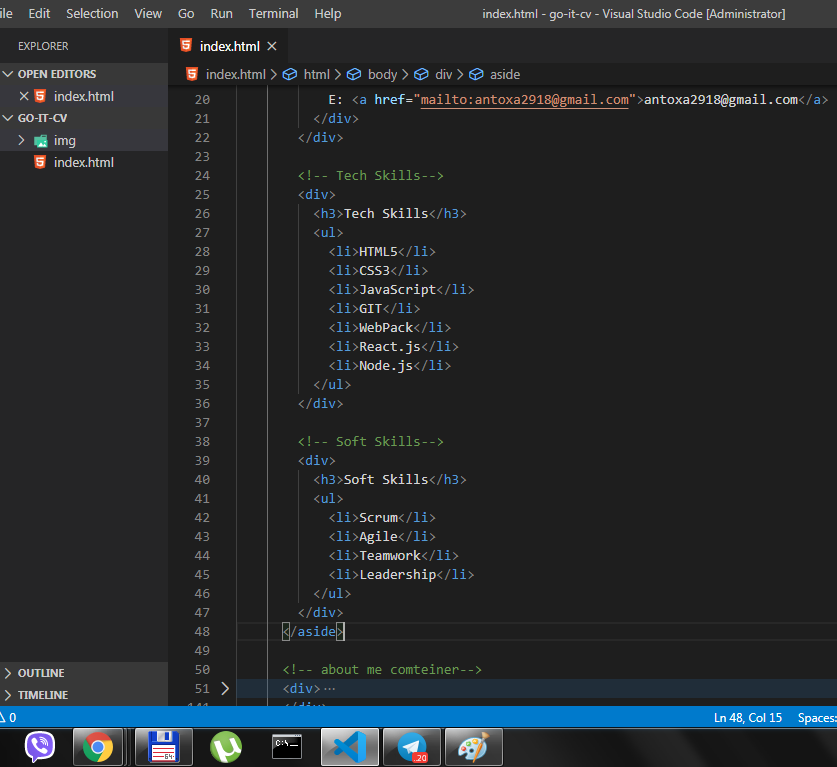 ile Edit Selection View Go Run Terminal Help index.html - go-it-cv - Visual Studio Code [Administrator]
EXPLORER
OPEN EDITORS
index.html
GO-IT-CV
img
index.html
OUTLINE
TIMELINE
index.html
index.html > html > body > div > aside
20 E: <a href="mailto:antoxa2918@gmail.com">antoxa2918@gmail.com</a>
21 </div>
22 </div>
23
24 <!-- Tech Skills-->
25 <div>
26 <h3>Tech Skills</h3>
27 <ul>
28 <li>HTML5</li>
29 <li>CSS3</li>
30 <li>JavaScript</li>
31 <li>GIT</li>
32 <li>WebPack</li>
33 <li>React.js</li>
34 <li>Node.js</li>
35 </ul>
36 </div>
37
38 <!-- Soft Skills-->
39 <div>
40 <h3>Soft Skills</h3>
41 <ul>
42 <li>Scrum</li>
43 <li>Agile</li>
44 <li>Teamwork</li>
45 <li>Leadership</li>
46 </ul>
47 </div>
48 </aside>
49
50 <!-- about me comteiner-->
51 <div>…
141 </div>
0 Ln 48, Col 15 Spaces:
64
C:\_
20